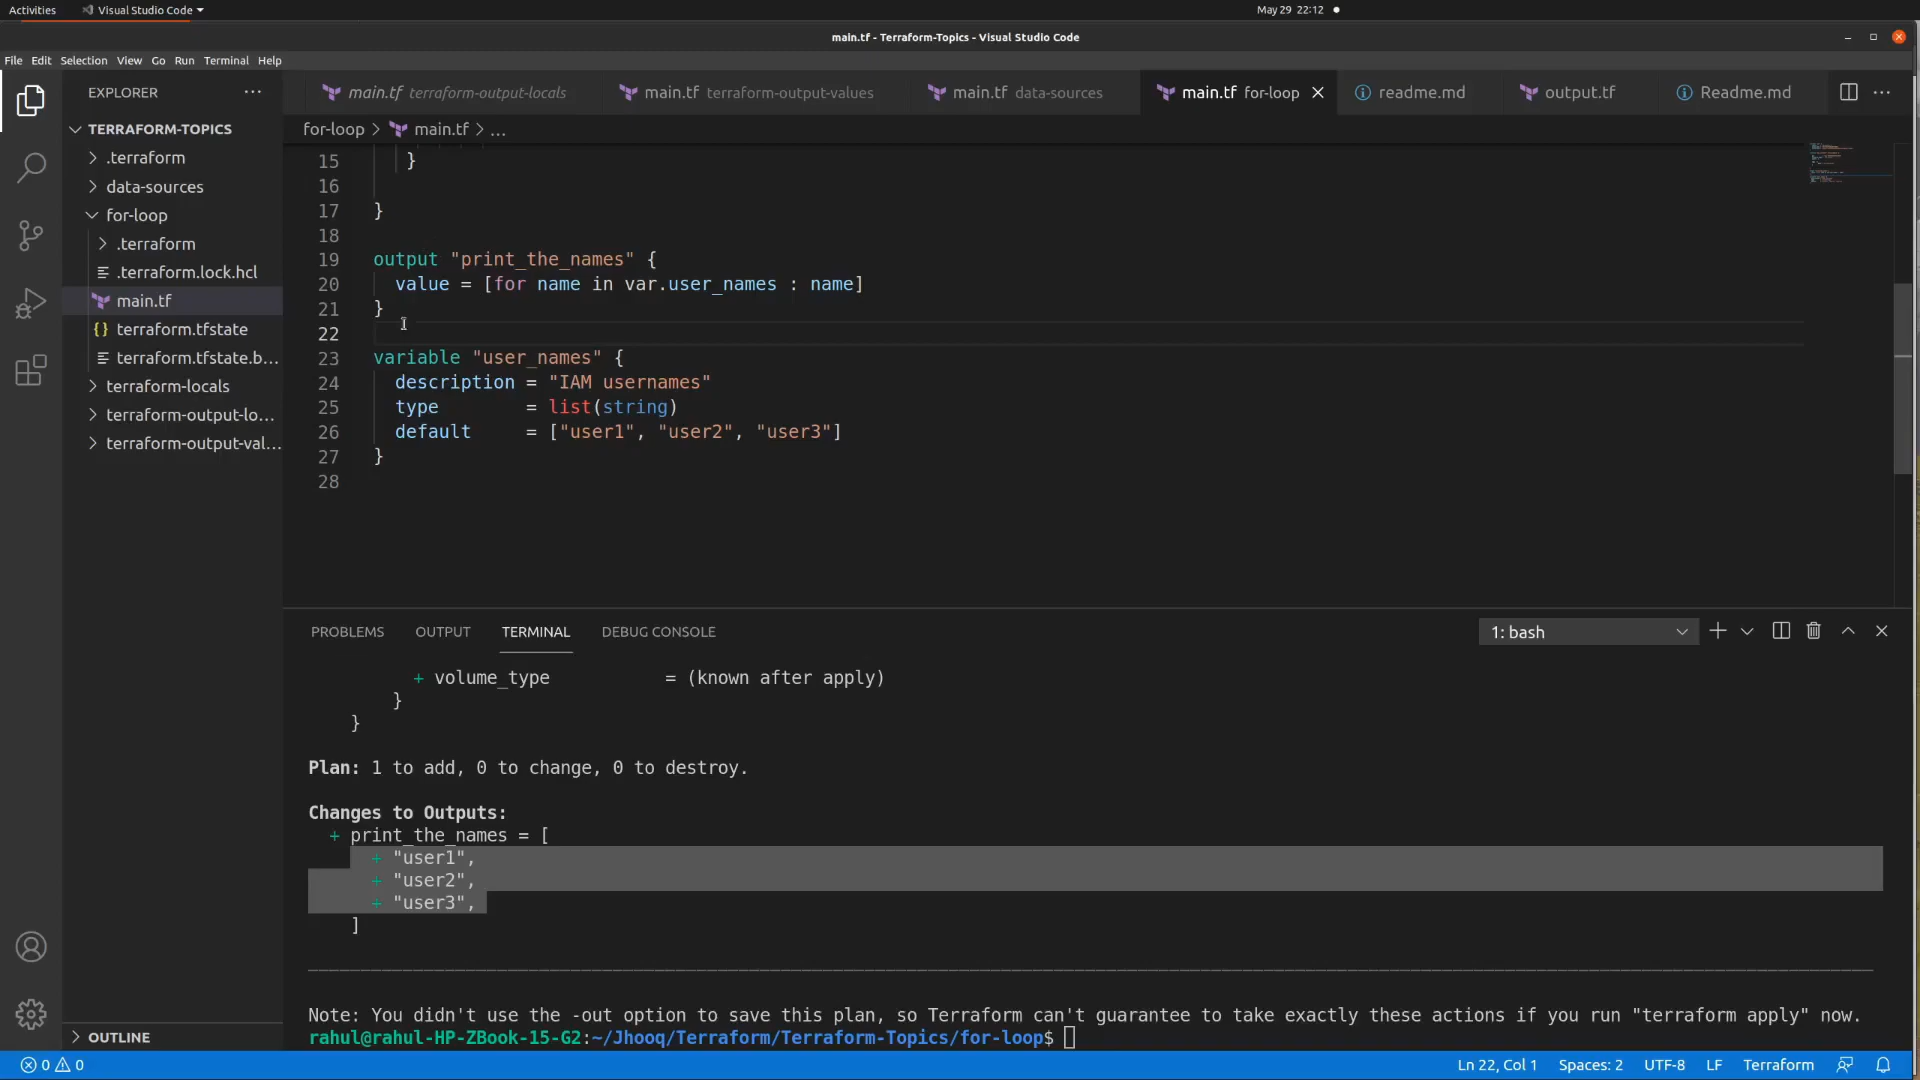 Activities Visual Studio Code May 29 22:12
main.tf - Terraform-Topics - Visual Studio Code
File Edit Selection View Go Run Terminal Help
EXPLORER ...
main.tf terraform-output-locals
main.tf terraform-output-values
main.tf data-sources
main.tf for-loop
readme.md
output.tf
Readme.md
TERRAFORM-TOPICS
.terraform
data-sources
for-loop
.terraform
.terraform.lock.hcl
main.tf
{} terraform.tfstate
terraform.tfstate.b...
terraform-locals
terraform-output-lo...
terraform-output-val...
OUTLINE
for-loop > main.tf > ...
15 }
16
17 }
18
19 output "print_the_names" {
20 value = [for name in var.user_names : name]
21 }
22
23 variable "user_names" {
24 description = "IAM usernames"
25 type = list(string)
26 default = ["user1", "user2", "user3"]
27 }
28
PROBLEMS OUTPUT TERMINAL DEBUG CONSOLE 1: bash
+ volume_type = (known after apply)
}
}
Plan: 1 to add, 0 to change, 0 to destroy.
Changes to Outputs:
+ print_the_names = [
+ "user1",
+ "user2",
+ "user3",
]
Note: You didn't use the -out option to save this plan, so Terraform can't guarantee to take exactly these actions if you run "terraform apply" now.
rahul@rahul-HP-ZBook-15-G2:~/Jhooq/Terraform/Terraform-Topics/for-loop$
0 0 Ln 22, Col 1 Spaces: 2 UTF-8 LF Terraform